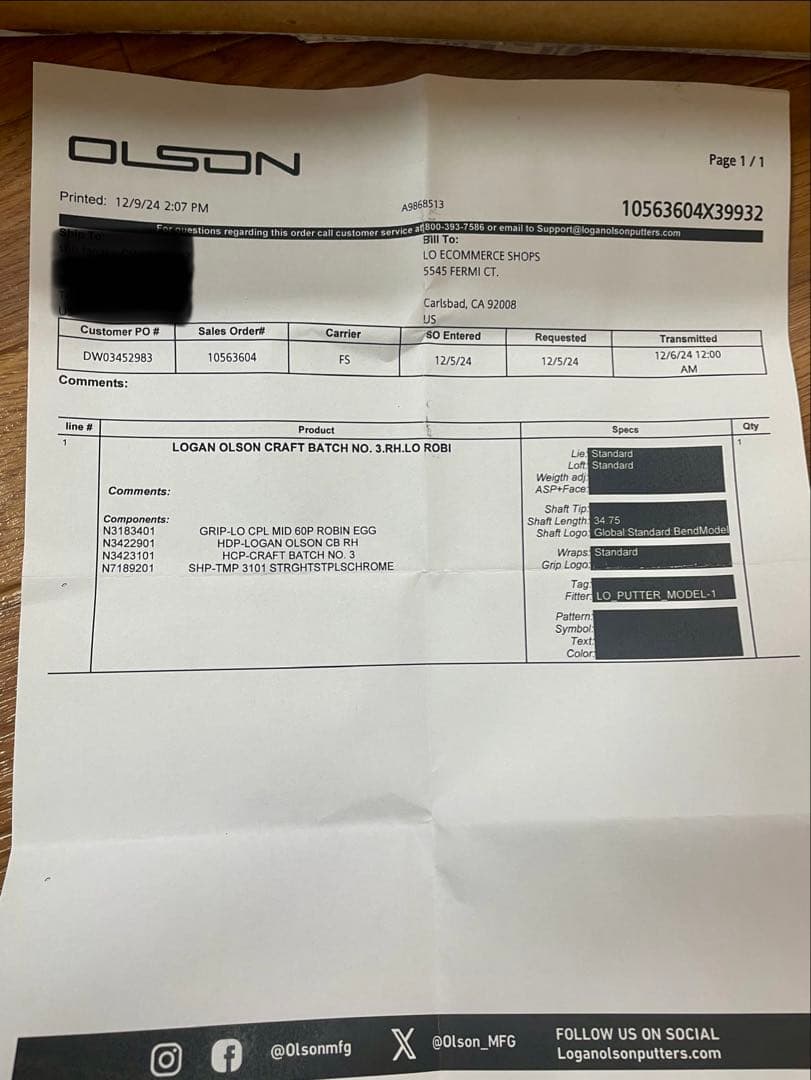 OLSON
Page 1 / 1
Printed: 12/9/24 2:07 PM
A9868513
10563604X39932
For questions regarding this order call customer service at 800-393-7586 or email to Support@loganolsonputters.com
Ship To:
Bill To:
LO ECOMMERCE SHOPS
5545 FERMI CT.
Carlsbad, CA 92008
US
Customer PO # Sales Order# Carrier SO Entered Requested Transmitted
DW03452983 10563604 FS 12/5/24 12/5/24 12/6/24 12:00
AM
Comments:
line # Product Specs Qty
1 LOGAN OLSON CRAFT BATCH NO. 3.RH.LO ROBI 1
Comments:
Components:
N3183401 GRIP-LO CPL MID 60P ROBIN EGG
N3422901 HDP-LOGAN OLSON CB RH
N3423101 HCP-CRAFT BATCH NO. 3
N7189201 SHP-TMP 3101 STRGHTSTPLSCHROME
Lie: Standard
Loft: Standard
Weigth adj:
ASP+Face:
Shaft Tip:
Shaft Length: 34.75
Shaft Logo: Global Standard BendModel
Wraps: Standard
Grip Logo:
Tag:
Fitter: LO_PUTTER_MODEL-1
Pattern:
Symbol:
Text:
Color:
@Olsonmfg
@Olson_MFG
FOLLOW US ON SOCIAL
Loganolsonputters.com